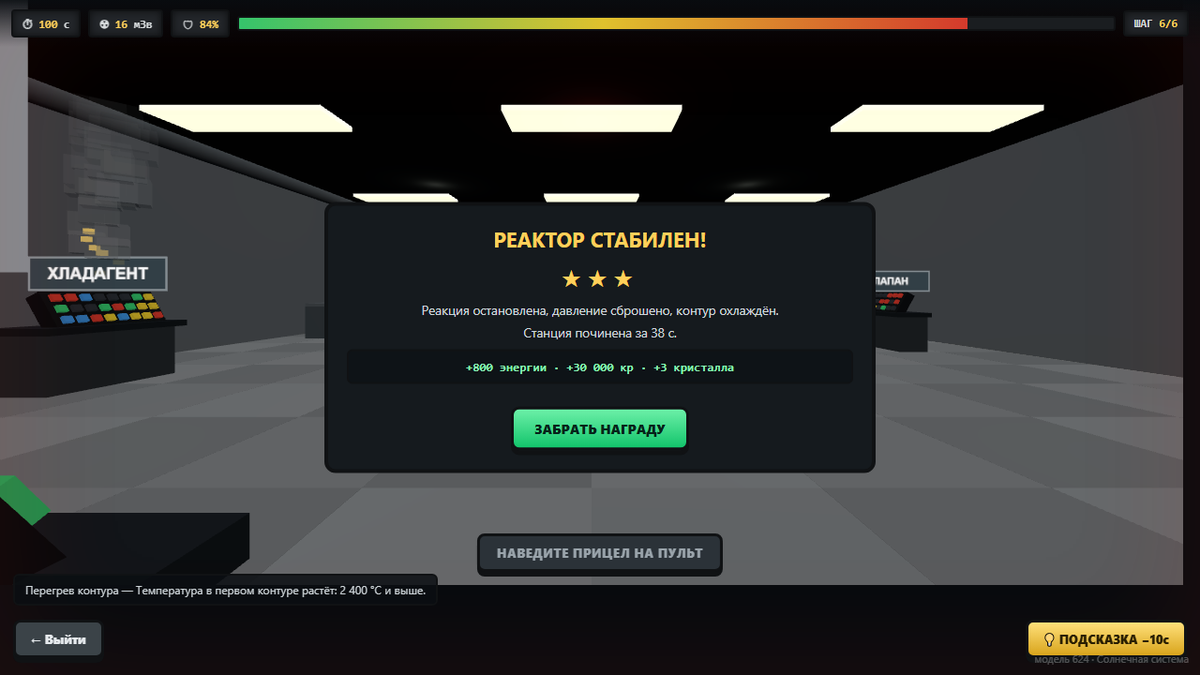 100 с
16 мЗв
84%
ШАГ 6/6
ХЛАДАГЕНТ
РЕАКТОР СТАБИЛЕН!
★ ★ ★
Реакция остановлена, давление сброшено, контур охлаждён.
Станция починена за 38 с.
+800 энергии · +30 000 кр · +3 кристалла
ЗАБРАТЬ НАГРАДУ
НАВЕДИТЕ ПРИЦЕЛ НА ПУЛЬТ
Перегрев контура — Температура в первом контуре растёт: 2 400 °C и выше.
← Выйти
ПОДСКАЗКА −10с
модель 624 · Солнечная система